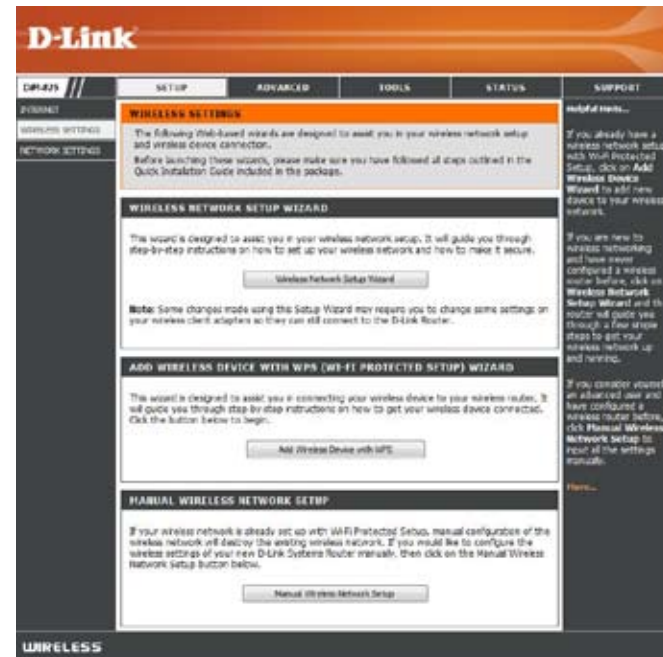 D-Link
DIR-825 //
SETUP
ADVANCED
TOOLS
STATUS
SUPPORT
INTERNET
WIRELESS SETTINGS
NETWORK SETTINGS
WIRELESS SETTINGS
The following Web-based wizards are designed to assist you in your wireless network setup
and wireless device connection.
Before launching these wizards, please make sure you have followed all steps outlined in the
Quick Installation Guide included in the package.
WIRELESS NETWORK SETUP WIZARD
This wizard is designed to assist you in your wireless network setup. It will guide you through
step-by-step instructions on how to set up your wireless network and how to make it secure.
Wireless Network Setup Wizard
Note: Some changes made using this Setup Wizard may require you to change some settings on
your wireless client adapters so they can still connect to the D-Link Router.
ADD WIRELESS DEVICE WITH WPS (WI-FI PROTECTED SETUP) WIZARD
This wizard is designed to assist you in connecting your wireless device to your wireless router. It
will guide you through step-by-step instructions on how to get your wireless device connected.
Click the button below to begin.
Add Wireless Device with WPS
MANUAL WIRELESS NETWORK SETUP
If your wireless network is already set up with Wi-Fi Protected Setup, manual configuration of the
wireless network will destroy the existing wireless network. If you would like to configure the
wireless settings of your new D-Link Systems Router manually, then click on the Manual Wireless
Network Setup button
below.
Manual Wireless Network Setup
Helpful Hints...
If you already have a
wireless network setup
with Wi-Fi Protected
Setup, click on Add
Wireless Device
Wizard to add new
device to your wireless
network.
If you are new to
wireless networking
and have never
configured a wireless
router before, click on
Wireless Network
Setup Wizard and the
router will guide you
through a few simple
steps to get your
wireless network up
and running.
If you consider yourself
an advanced user and
have configured a
wireless router before,
click Manual Wireless
Network Setup to
input all the settings
manually.
More...
WIRELESS